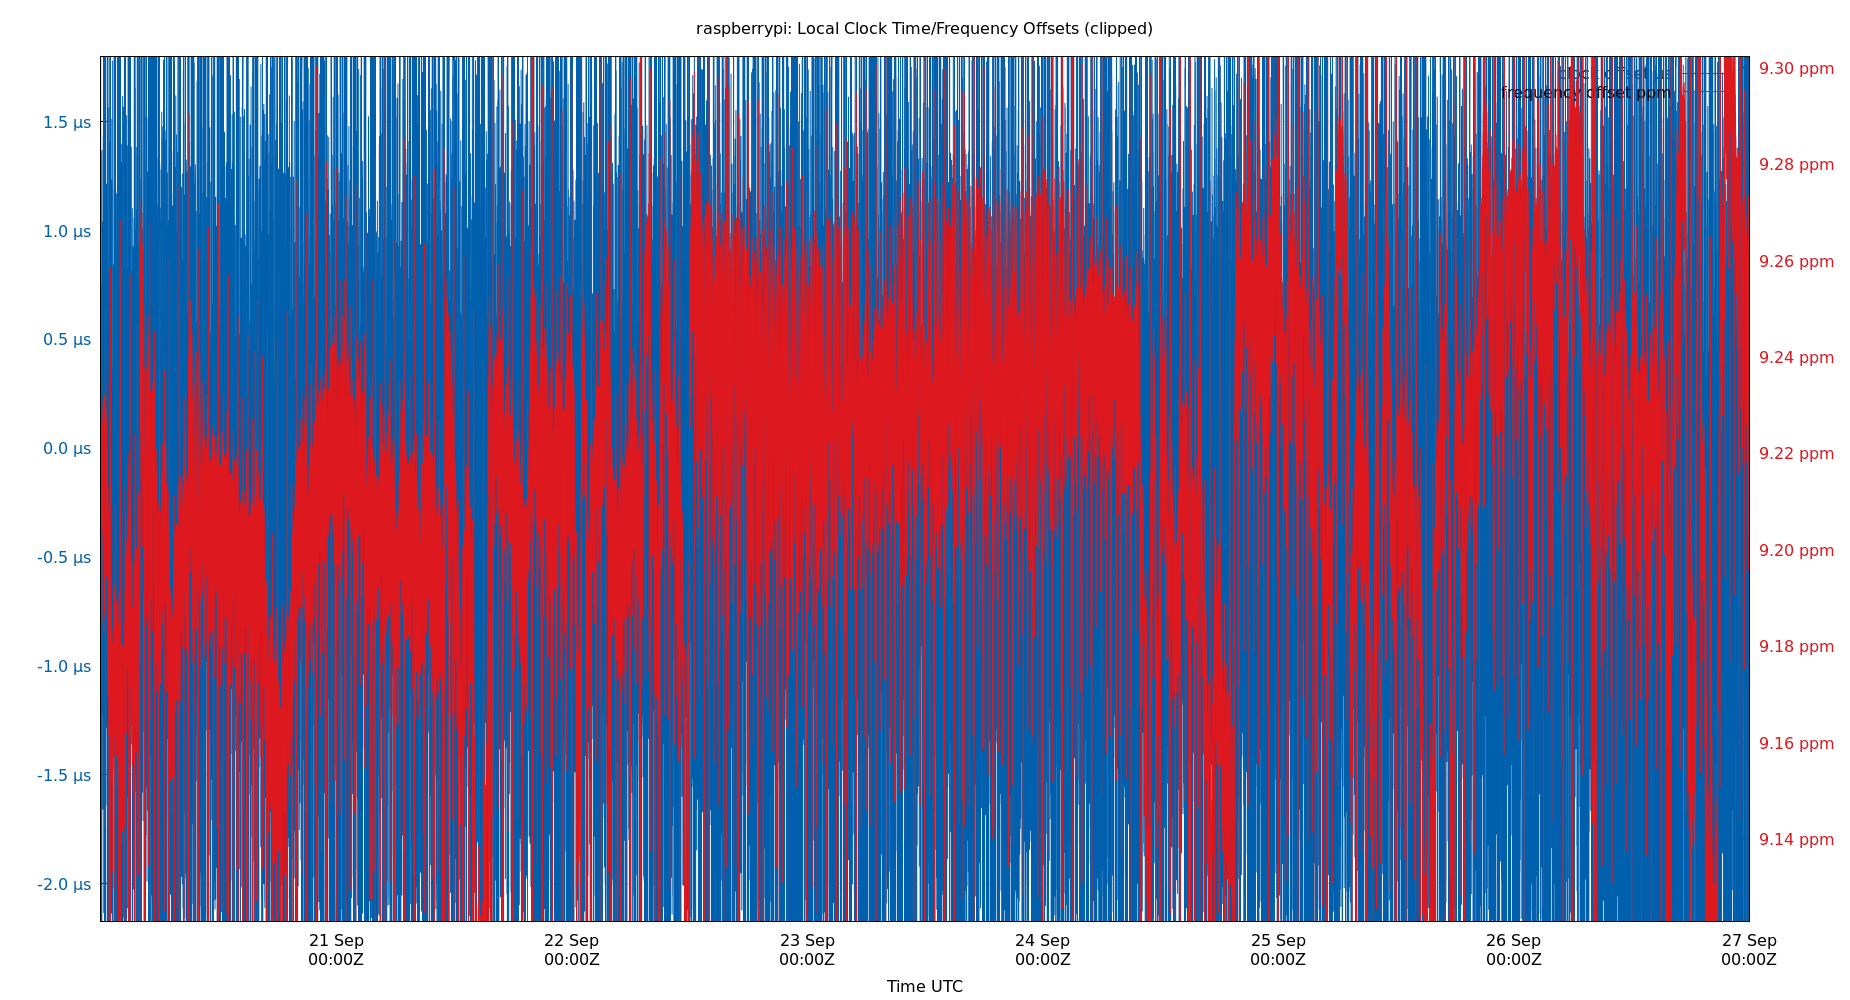 raspberrypi: Local Clock Time/Frequency Offsets (clipped)
clock offset µs
frequency offset ppm
1.5 µs
1.0 µs
0.5 µs
0.0 µs
-0.5 µs
-1.0 µs
-1.5 µs
-2.0 µs
9.30 ppm
9.28 ppm
9.26 ppm
9.24 ppm
9.22 ppm
9.20 ppm
9.18 ppm
9.16 ppm
9.14 ppm
21 Sep
00:00Z
22 Sep
00:00Z
23 Sep
00:00Z
24 Sep
00:00Z
25 Sep
00:00Z
26 Sep
00:00Z
27 Sep
00:00Z
Time UTC